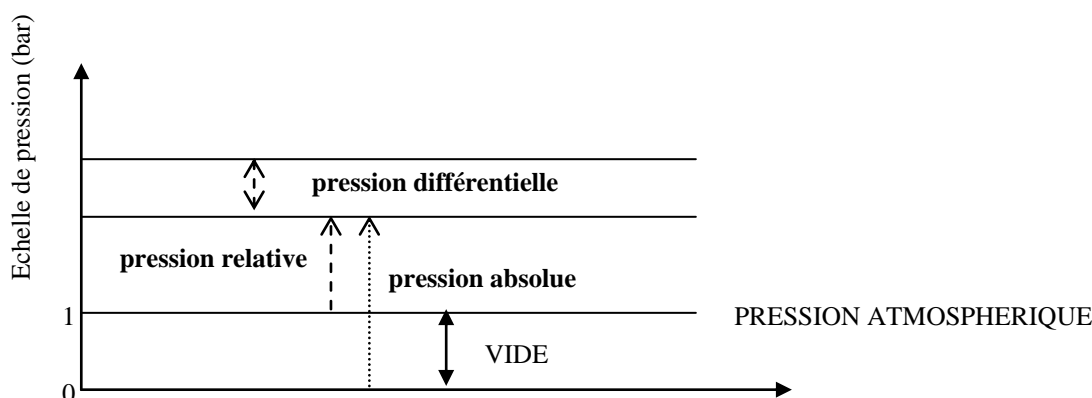 Echelle de pression (bar)
pression différentielle
pression relative
pression absolue
1
PRESSION ATMOSPHERIQUE
VIDE
0